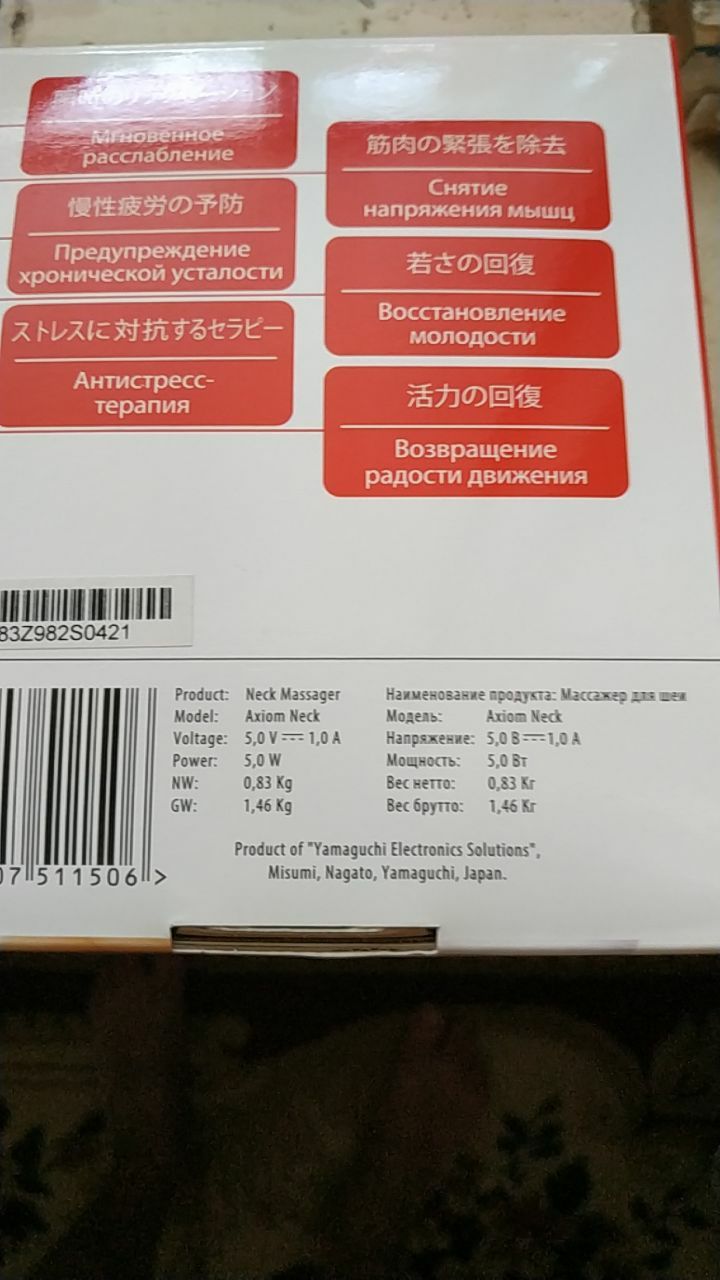 Мгновенное
расслабление
慢性疲労の予防
Предупреждение
хронической усталости
ストレスに対抗するセラピー
Антистресс-
терапия
筋肉の緊張を除去
Снятие
напряжения мышц
若さの回復
Восстановление
молодости
活力の回復
Возвращение
радости движения
83Z982S0421
Product: Neck Massager
Model: Axiom Neck
Voltage: 5,0 V ⎓ 1,0 A
Power: 5,0 W
NW: 0,83 Kg
GW: 1,46 Kg
Наименование продукта: Массажер для шеи
Модель: Axiom Neck
Напряжение: 5,0 В ⎓ 1,0 А
Мощность: 5,0 Вт
Вес нетто: 0,83 Кг
Вес брутто: 1,46 Кг
07 511506 >
Product of "Yamaguchi Electronics Solutions",
Misumi, Nagato, Yamaguchi, Japan.